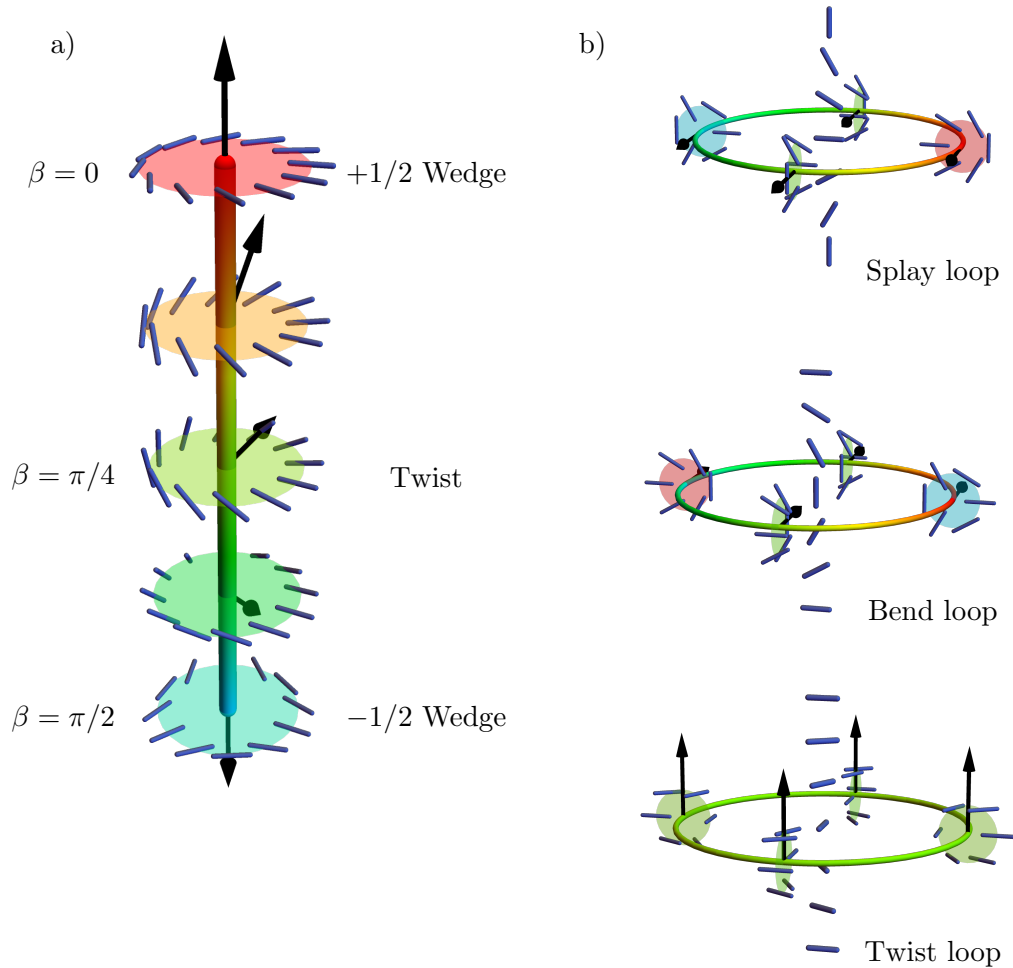 a)
β = 0
+1/2 Wedge
β = π/4
Twist
β = π/2
−1/2 Wedge
b)
Splay loop
Bend loop
Twist loop